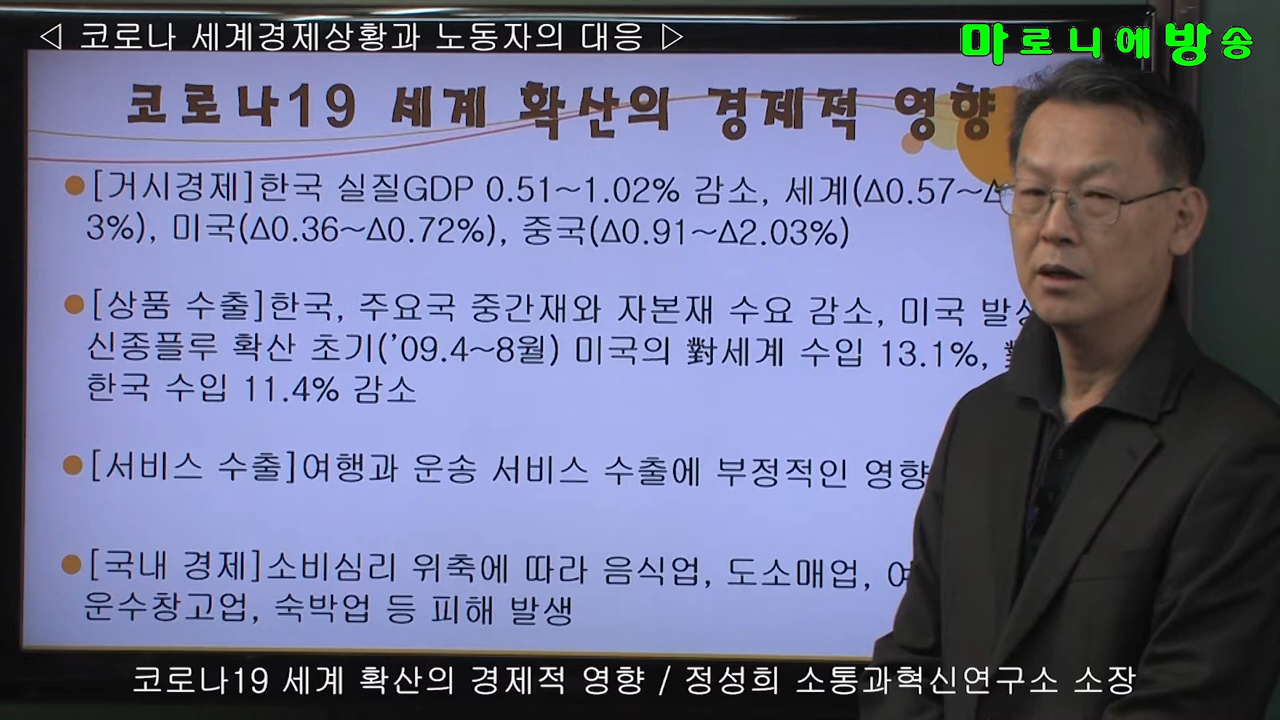 ◁ 코로나 세계경제상황과 노동자의 대응 ▷
마로니에방송
코로나19 세계 확산의 경제적 영향
[거시경제]한국 실질GDP 0.51~1.02% 감소, 세계(Δ0.57~Δ
3%), 미국(Δ0.36~Δ0.72%), 중국(Δ0.91~Δ2.03%)
[상품 수출]한국, 주요국 중간재와 자본재 수요 감소, 미국
신종플루 확산 초기('09.4~8월) 미국의 對세계 수입 13.1%,
한국 수입 11.4% 감소
[서비스 수출]여행과 운송 서비스 수출에 부정적인 영향
[국내 경제]소비심리 위축에 따라 음식업, 도소매업,
운수창고업, 숙박업 등 피해 발생
코로나19 세계 확산의 경제적 영향 / 정성희 소통과혁신연구소 소장